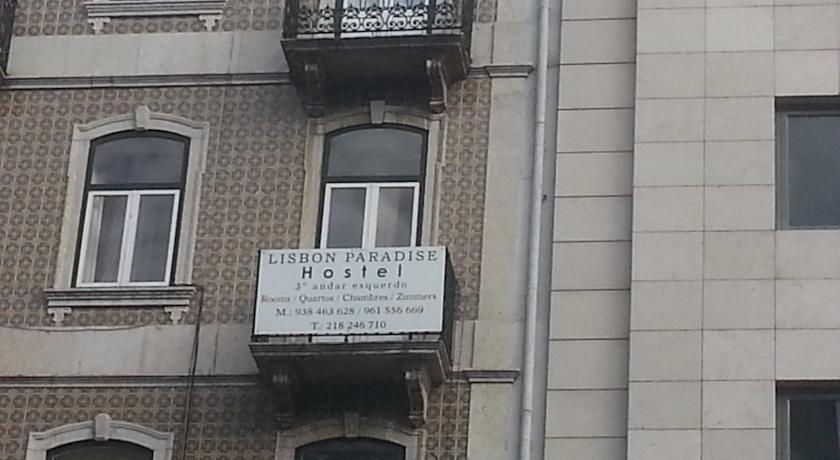 LISBON PARADISE
Hostel
3º andar esquerdo
Rooms / Quartos / Chambres / Zimmers
M.: 938 463 628 / 961 556 669
T.: 218 246 710